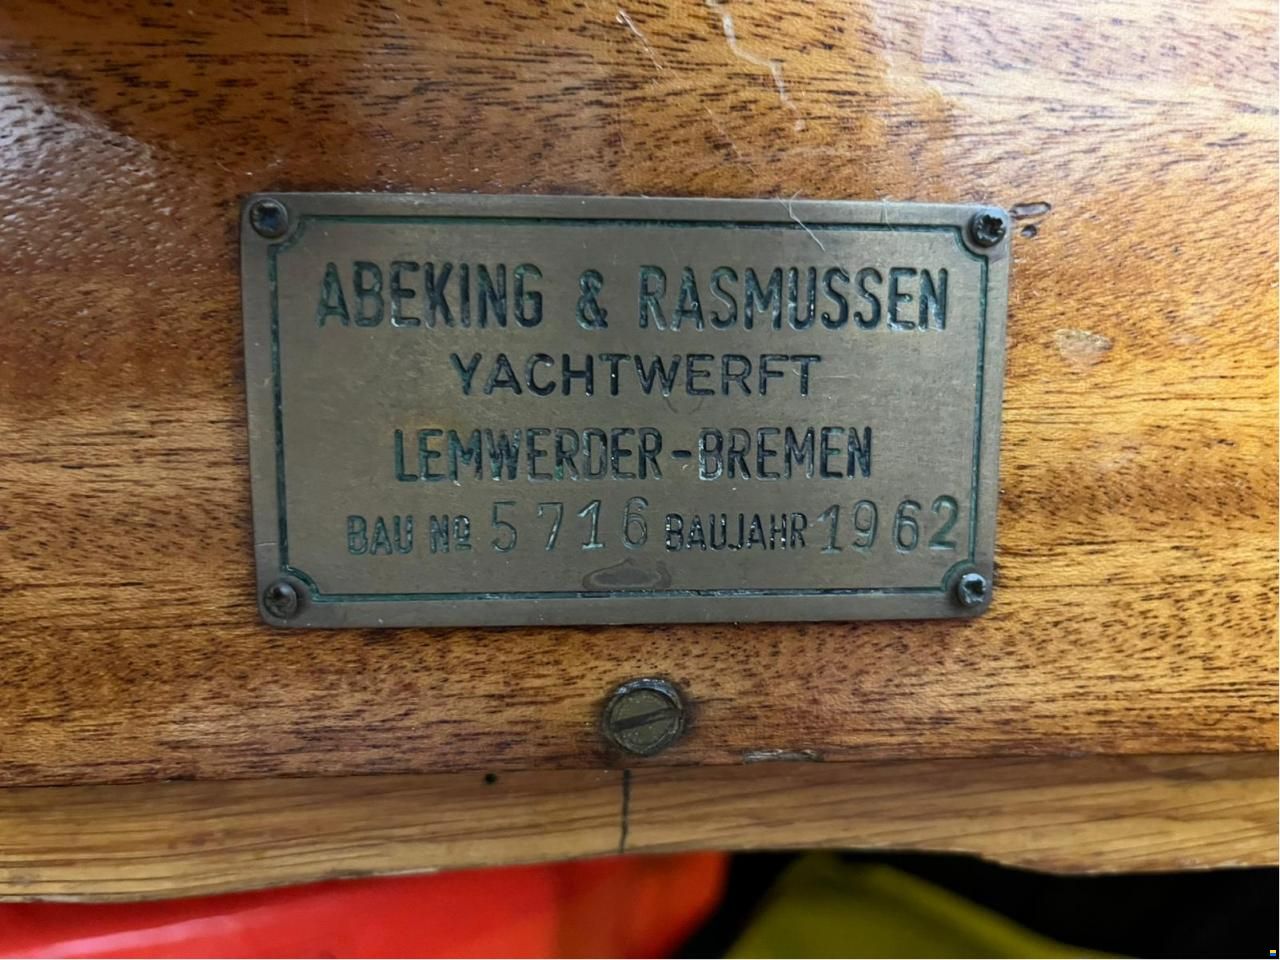 ABEKING & RASMUSSEN
YACHTWERFT
LEMWERDER-BREMEN
BAU Nº 5716 BAUJAHR 1962